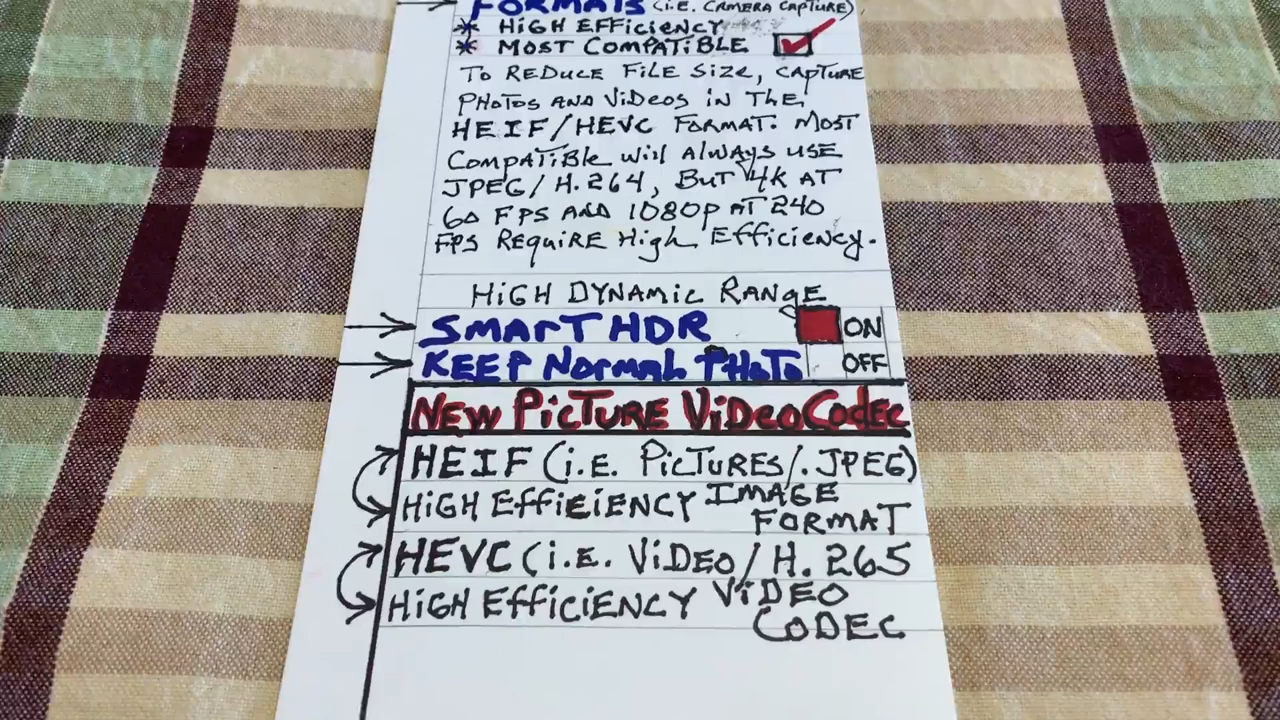 FORMATS (i.E. CAMERA CAPTURE)
* HIGH EFFICIENCY
* MOST COMPATIBLE
TO REDUCE FILE SIZE, CAPTURE
PHOTOS AND VIDEOS IN THE
HEIF/HEVC FORMAT. MOST
COMPATIBLE WILL ALWAYS USE
JPEG/H.264, BUT 4K AT
60 FPS AND 1080p AT 240
FPS REQUIRE HIGH EFFICIENCY.
HIGH DYNAMIC RANGE
SMART HDR ON
KEEP NORMAL PHOTO OFF
NEW PICTURE VIDEO CODEC
HEIF (i.E. PICTURES/.JPEG)
HIGH EFFICIENCY IMAGE
FORMAT
HEVC (i.E. VIDEO/H.265
HIGH EFFICIENCY VIDEO
CODEC